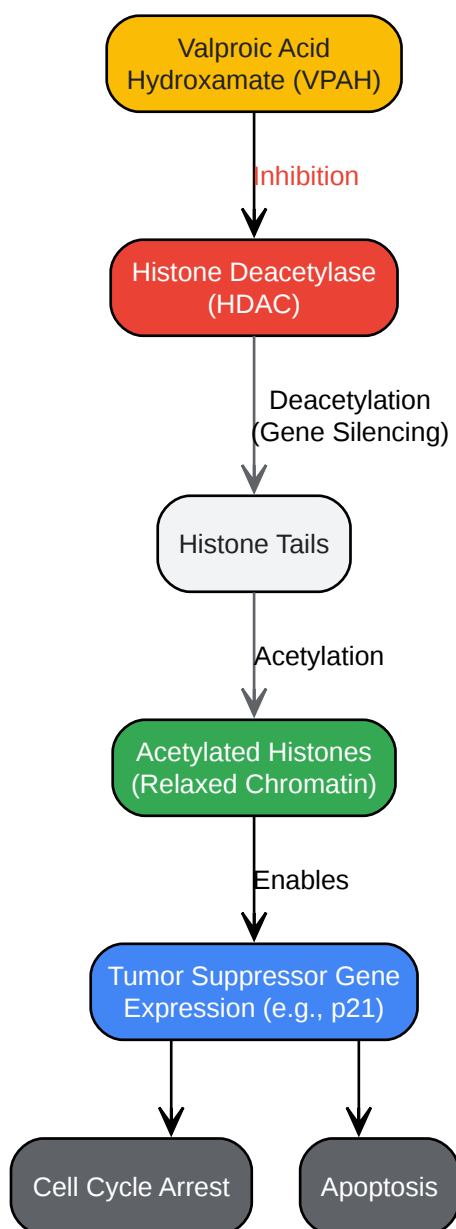 Valproic Acid
Hydroxamate (VPAH)
Inhibition
Histone Deacetylase
(HDAC)
Deacetylation
(Gene Silencing)
Histone Tails
Acetylation
Acetylated Histones
(Relaxed Chromatin)
Enables
Tumor Suppressor Gene
Expression (e.g., p21)
Cell Cycle Arrest
Apoptosis